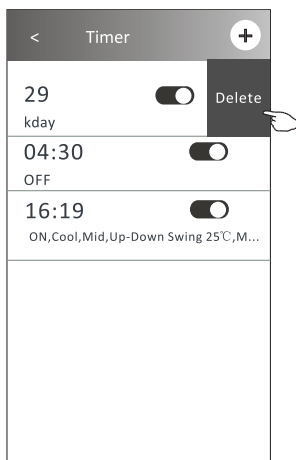 < Timer +
29 Delete
kday
04:30
OFF
16:19
ON,Cool,Mid,Up-Down Swing 25℃,M...